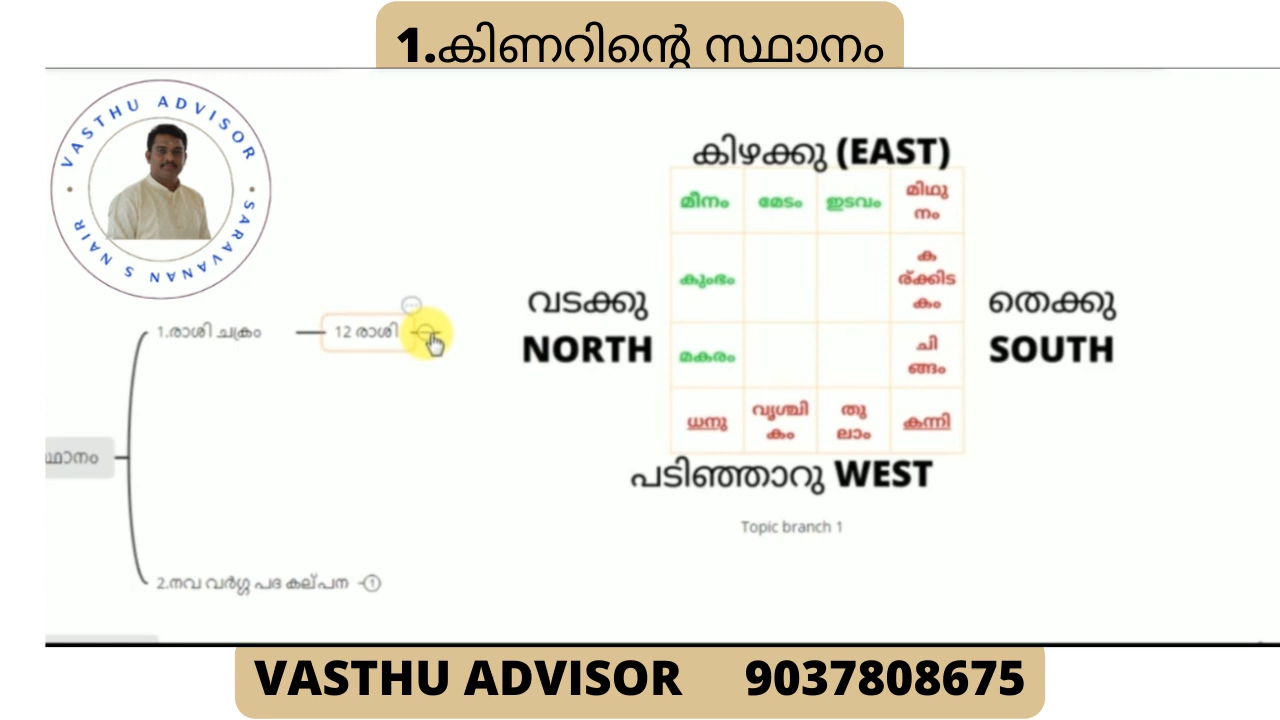 1.കിണറിന്റെ സ്ഥാനം
VASTHU ADVISOR
SARAVANAN S NAIR
കിഴക്കു (EAST)
മീനം മേടം ഇടവം മിഥു
നം
കുംഭം ക
ര്ക്കിട
കം
വടക്കു
NORTH
തെക്കു
SOUTH
1.രാശി ചക്രം 12 രാശി
മകരം ചി
ങ്ങം
ധനു വൃശ്ചി
കം തു
ലാം കന്നി
പടിഞ്ഞാറു WEST
Topic branch 1
2.നവ വർഗ്ഗ പദ കല്പന 1
VASTHU ADVISOR 9037808675